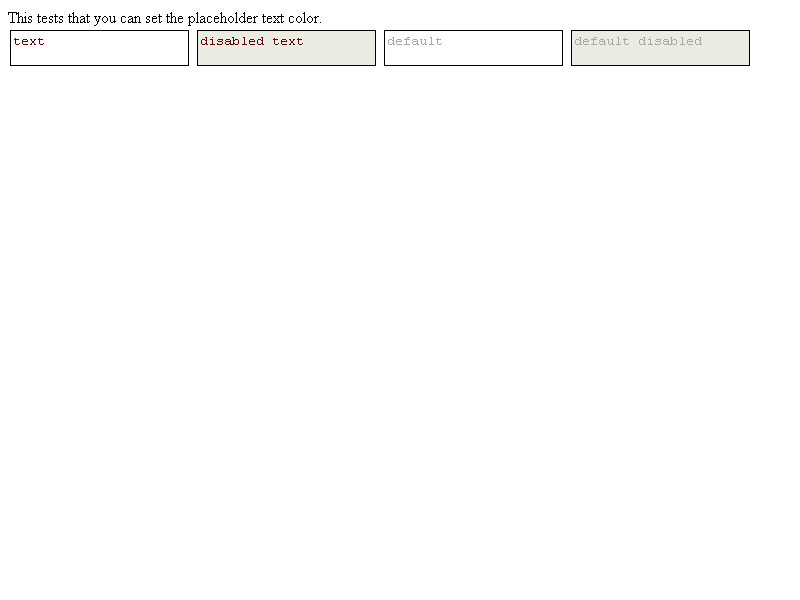 This tests that you can set the placeholder text color.
text disabled text default default disabled